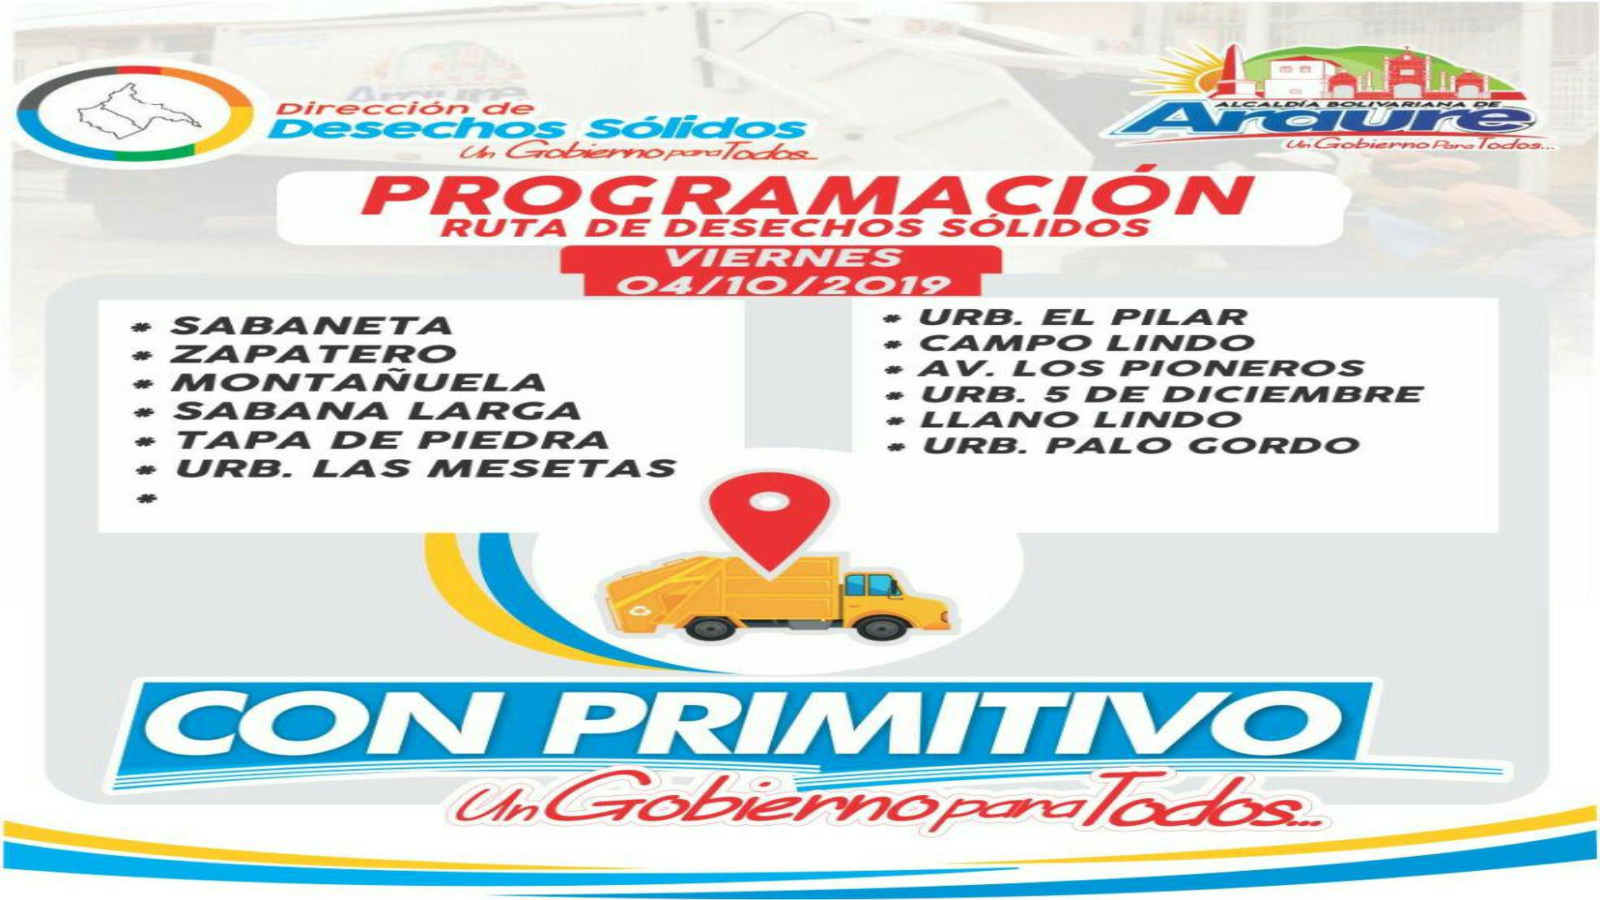 Dirección de
Desechos Sólidos
Un Gobierno para Todos...
ALCALDÍA BOLIVARIANA DE
Araure
Un Gobierno Para Todos...
PROGRAMACIÓN
RUTA DE DESECHOS SÓLIDOS
VIERNES
04/10/2019
* SABANETA
* ZAPATERO
* MONTAÑUELA
* SABANA LARGA
* TAPA DE PIEDRA
* URB. LAS MESETAS
*
* URB. EL PILAR
* CAMPO LINDO
* AV. LOS PIONEROS
* URB. 5 DE DICIEMBRE
* LLANO LINDO
* URB. PALO GORDO
CON PRIMITIVO
Un Gobierno para Todos...